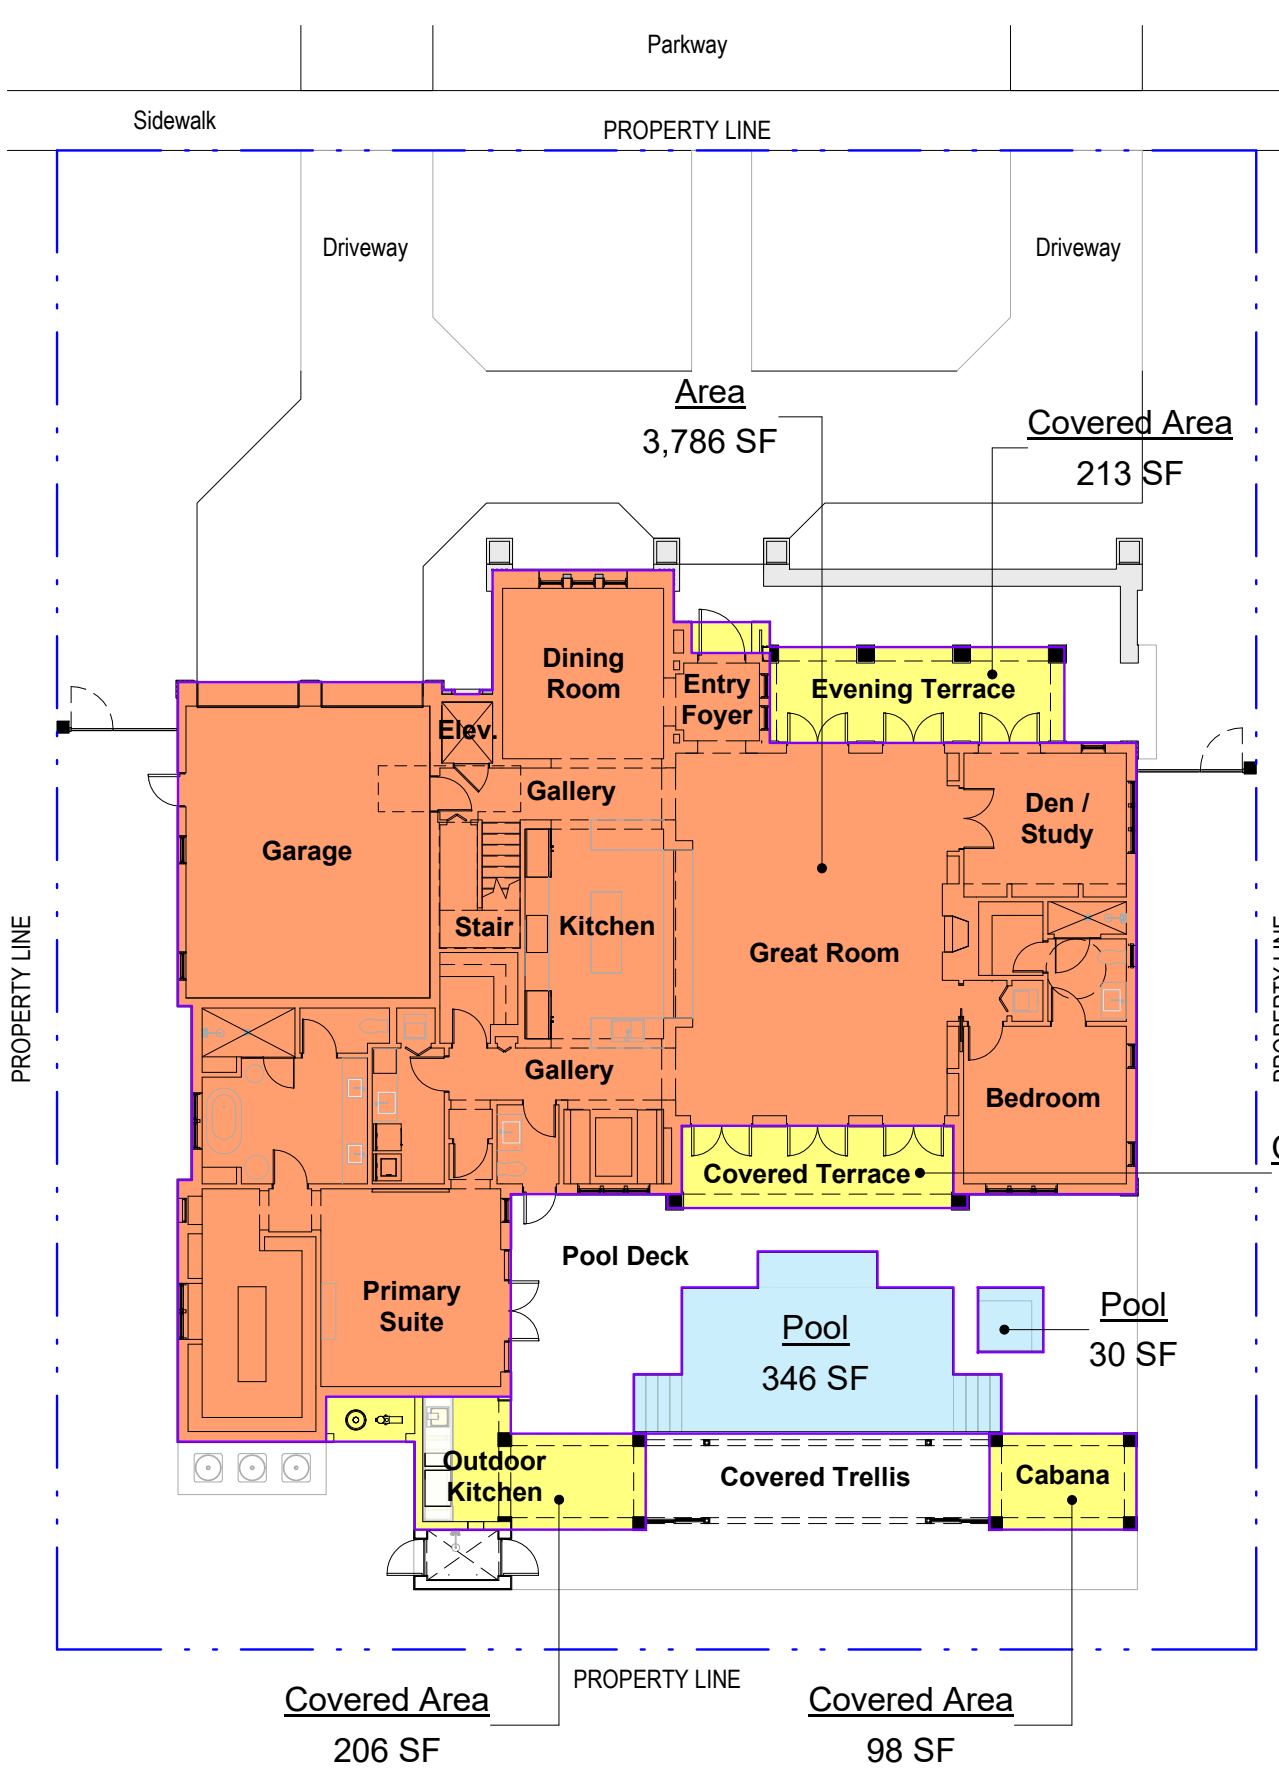 Parkway
Sidewalk
PROPERTY LINE
Driveway
Driveway
Area
3,786 SF
Covered Area
213 SF
Dining
Room
Entry
Foyer
Evening Terrace
Elev.
Gallery
Den /
Study
Garage
Stair
Kitchen
Great Room
PROPERTY LINE
PROPERTY LINE
Gallery
Bedroom
Covered Terrace
Pool Deck
Primary
Suite
Pool
346 SF
Pool
30 SF
Outdoor
Kitchen
Covered Trellis
Cabana
PROPERTY LINE
Covered Area
206 SF
Covered Area
98 SF